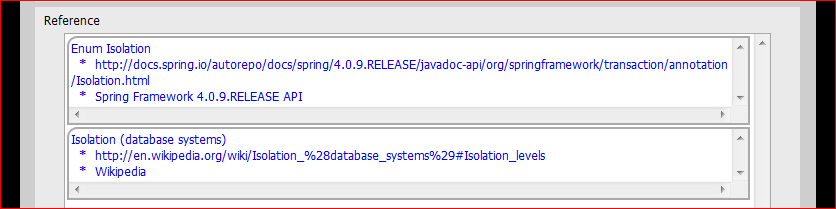 Reference
Enum Isolation
* http://docs.spring.io/autorepo/docs/spring/4.0.9.RELEASE/javadoc-api/org/springframework/transaction/annotation
/Isolation.html
* Spring Framework 4.0.9.RELEASE API
Isolation (database systems)
* http://en.wikipedia.org/wiki/Isolation_%28database_systems%29#Isolation_levels
* Wikipedia